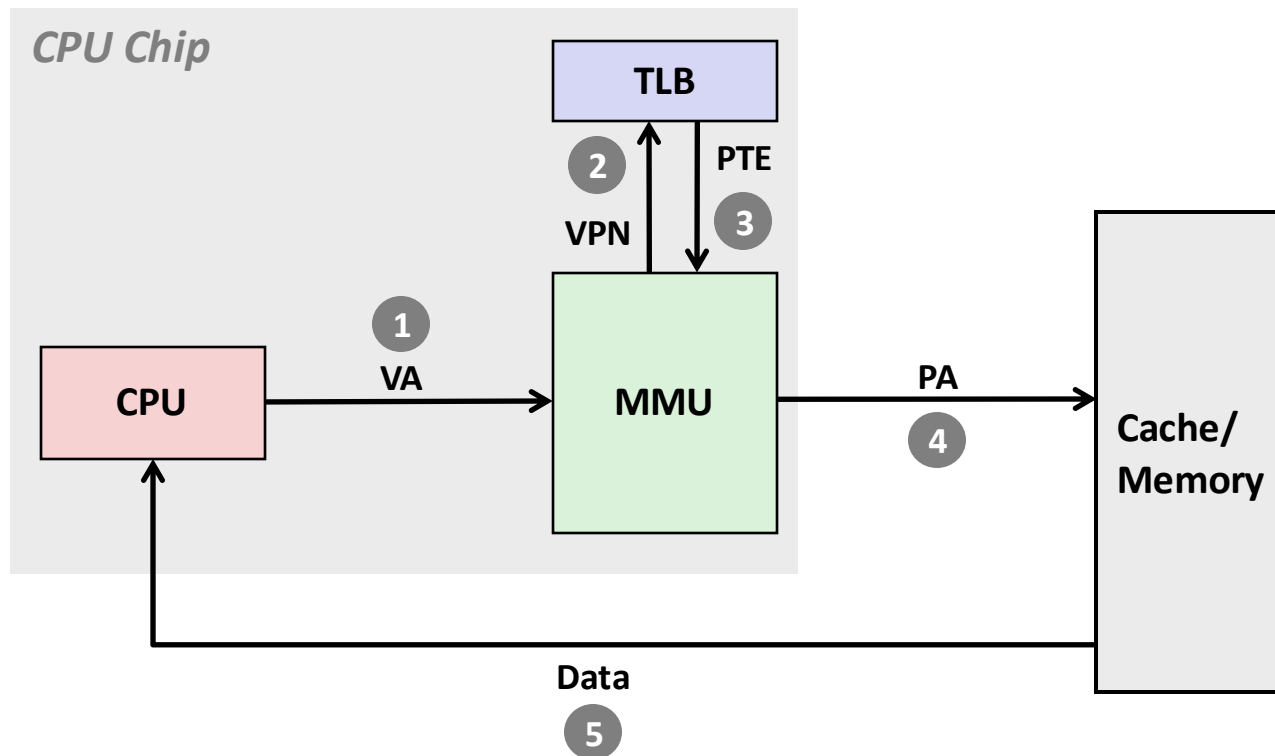 CPU Chip
TLB
2
PTE
3
VPN
1
VA
CPU
MMU
PA
4
Cache/
Memory
Data
5